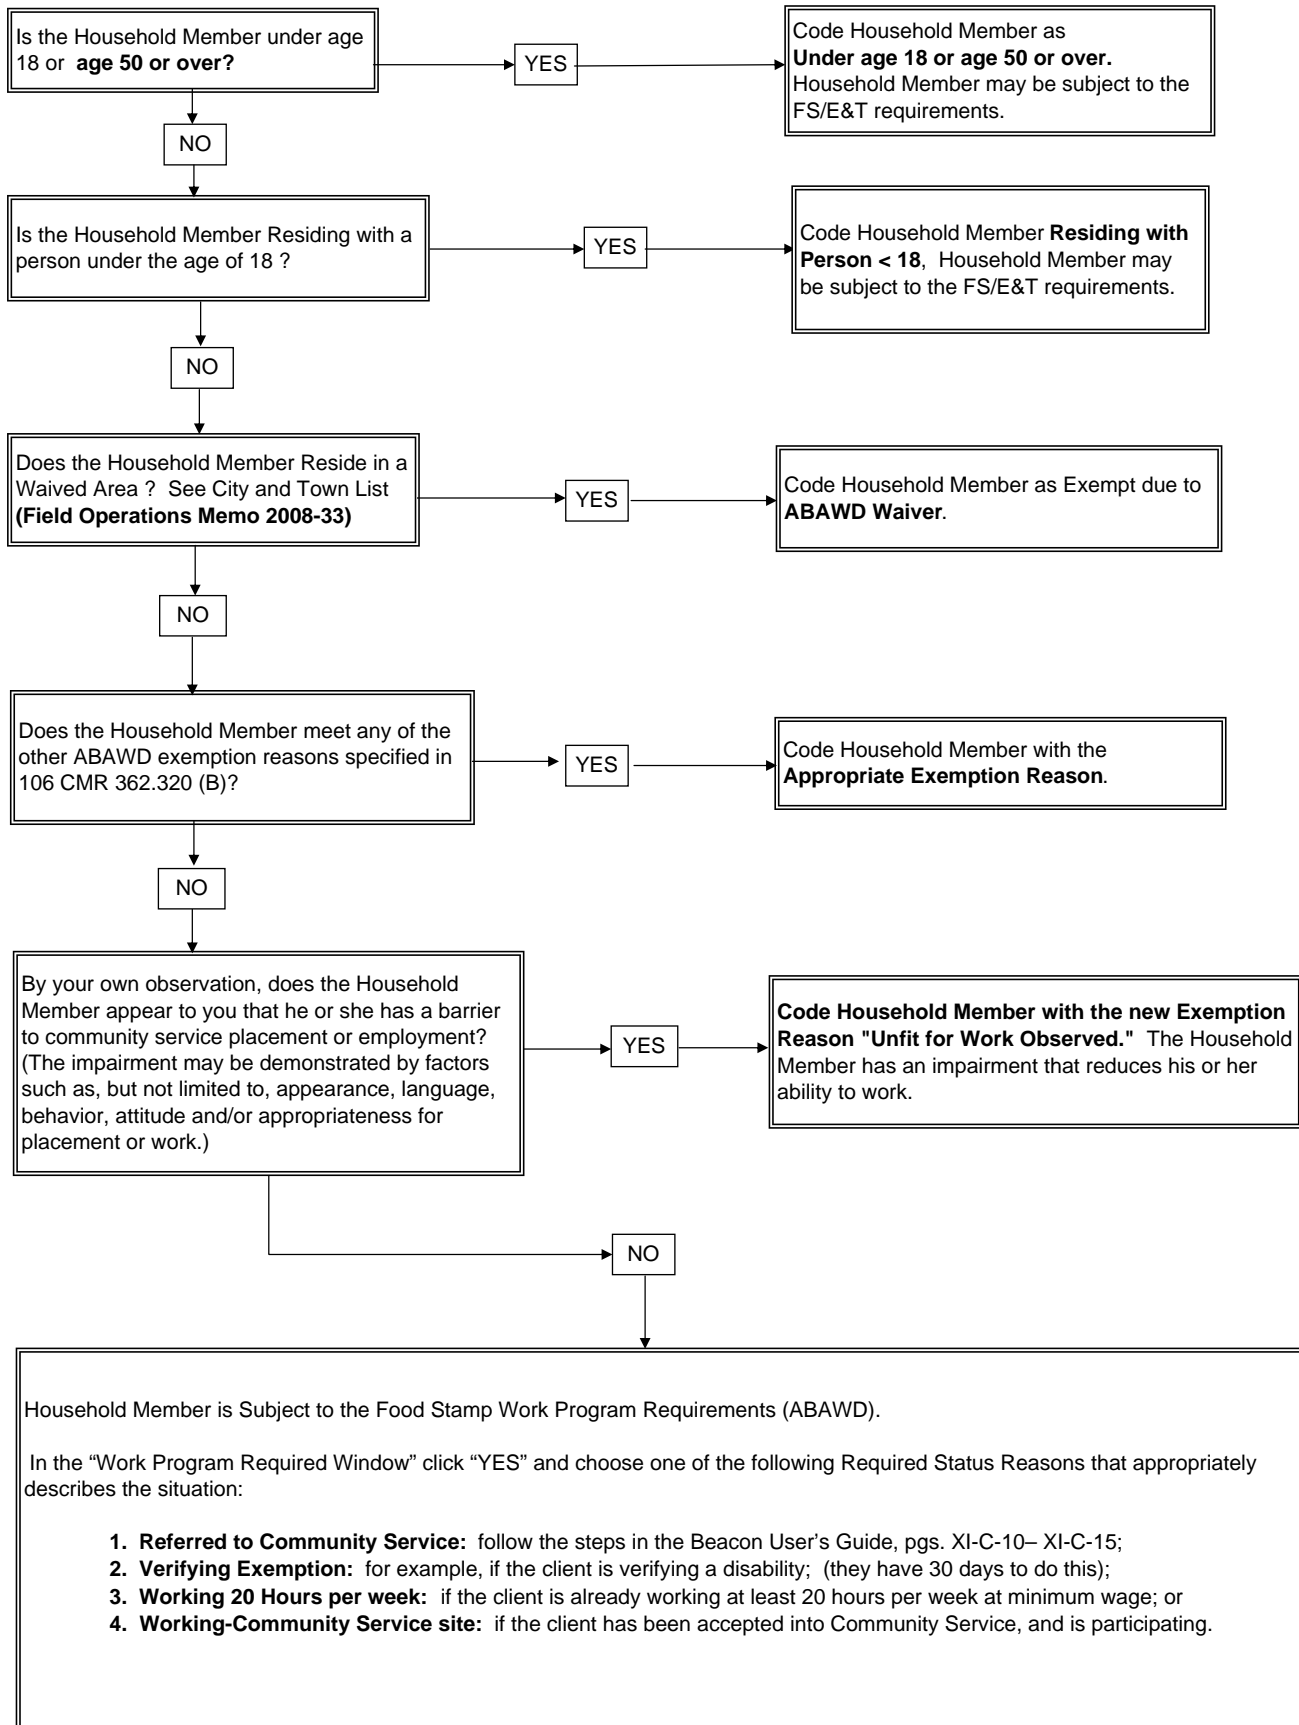 Is the Household Member under age
18 or  age 50 or over?
YES
Code Household Member as
Under age 18 or age 50 or over.
Household Member may be subject to the
FS/E&T requirements.
NO
Is the Household Member Residing with a
person under the age of 18 ?
YES
Code Household Member Residing with
Person < 18,  Household Member may
be subject to the FS/E&T requirements.
NO
Does the Household Member Reside in a
Waived Area ?  See City and Town List
(Field Operations Memo 2008-33)
YES
Code Household Member as Exempt due to
ABAWD Waiver.
NO
Does the Household Member meet any of the
other ABAWD exemption reasons specified in
106 CMR 362.320 (B)?
YES
Code Household Member with the
Appropriate Exemption Reason.
NO
By your own observation, does the Household
Member appear to you that he or she has a barrier
to community service placement or employment?
(The impairment may be demonstrated by factors
such as, but not limited to, appearance, language,
behavior, attitude and/or appropriateness for
placement or work.)
YES
Code Household Member with the new Exemption
Reason "Unfit for Work Observed."  The Household
Member has an impairment that reduces his or her
ability to work.
NO
Household Member is Subject to the Food Stamp Work Program Requirements (ABAWD).
In the “Work Program Required Window” click “YES” and choose one of the following Required Status Reasons that appropriately
describes the situation:
1.  Referred to Community Service:  follow the steps in the Beacon User’s Guide, pgs. XI-C-10– XI-C-15;
2.  Verifying Exemption:  for example, if the client is verifying a disability;  (they have 30 days to do this);
3.  Working 20 Hours per week:  if the client is already working at least 20 hours per week at minimum wage; or
4.  Working-Community Service site:  if the client has been accepted into Community Service, and is participating.